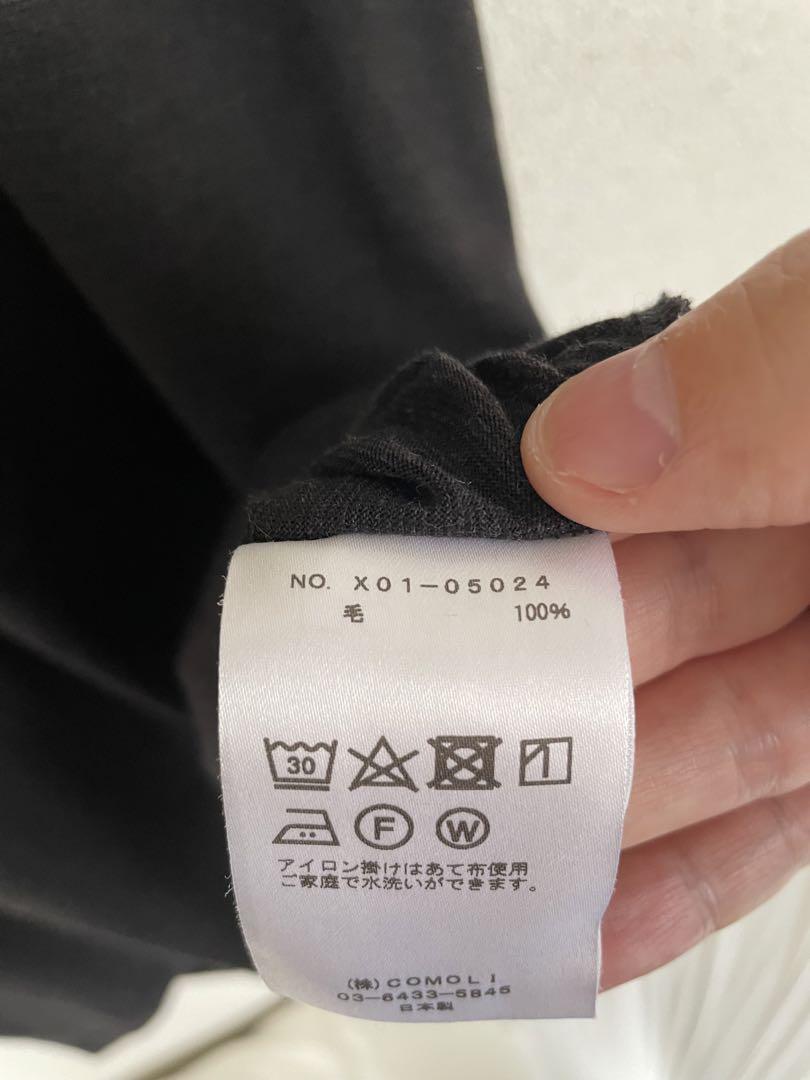 NO. X01-05024
毛 100%
30
F W
アイロン掛けはあて布使用
ご家庭で水洗いができます。
(株)COMOLI
03-6433-5845
日本製